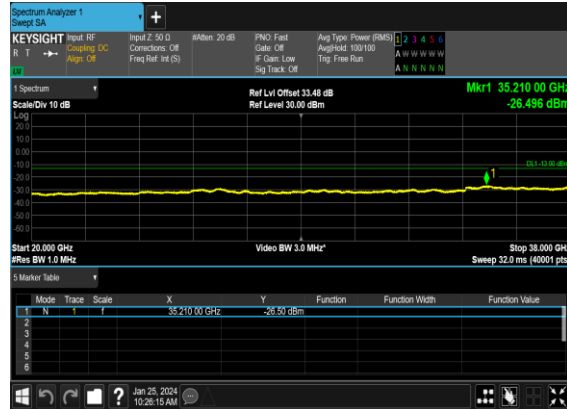 Spectrum Analyzer 1
Swept SA
+
KEYSIGHT Input: RF Input Z: 50 Ω #Atten: 20 dB PNO: Fast Avg Type: Power (RMS) 1 2 3 4 5 6
R T Coupling: DC Corrections: Off Gate: Off Avg|Hold: 100/100 A W W W W W
Align: Off Freq Ref: Int (S) IF Gain: Low Trig: Free Run
Sig Track: Off A N N N N N
1 Spectrum Ref Lvl Offset 33.48 dB Mkr1 35.210 00 GHz
Scale/Div 10 dB Ref Level 30.00 dBm -26.496 dBm
Log
20.0
10.0
0.00
-10.0 DL1 -13.00 dBm
1
-20.0
-30.0
-40.0
-50.0
-60.0
Start 20.000 GHz Video BW 3.0 MHz* Stop 38.000 GHz
#Res BW 1.0 MHz Sweep 32.0 ms (40001 pts)
5 Marker Table
Mode Trace Scale X Y Function Function Width Function Value
1 N 1 f 35.210 00 GHz -26.50 dBm
2
3
4
5
6
? Jan 25, 2024
10:26:15 AM